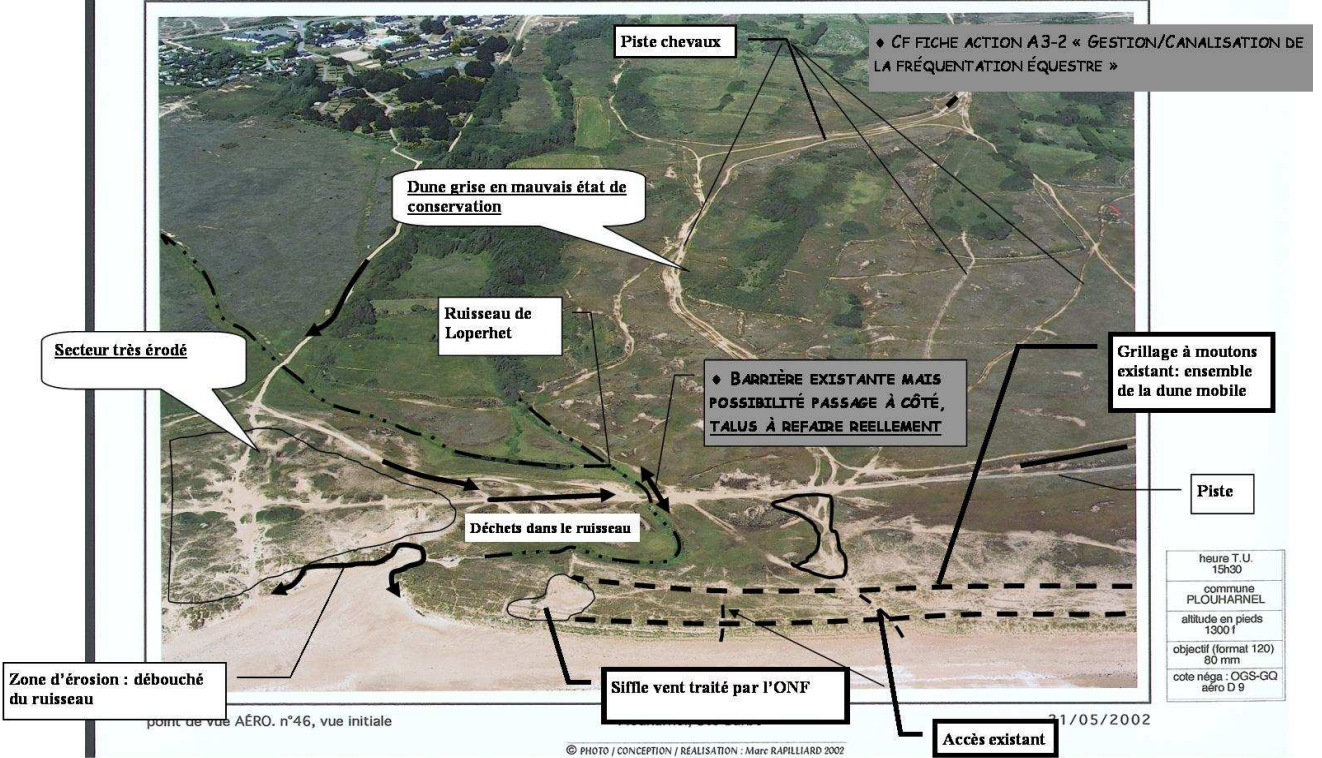 Piste chevaux
♦ CF FICHE ACTION A3-2 « GESTION/CANALISATION DE
LA FRÉQUENTATION ÉQUESTRE »
Dune grise en mauvais état de
conservation
Ruisseau de
Loperhet
Secteur très érodé
♦ BARRIÈRE EXISTANTE MAIS
POSSIBILITÉ PASSAGE À CÔTÉ,
TALUS À REFAIRE REELLEMENT
Grillage à moutons
existant: ensemble
de la dune mobile
Piste
Déchets dans le ruisseau
heure T.U.
15h30
commune
PLOUHARNEL
altitude en pieds
1300 f
objectif (format 120)
80 mm
cote néga : OGS-GQ
aéro D 9
Zone d'érosion : débouché
du ruisseau
Siffle vent traité par l'ONF
Accès existant
point de vue AÉRO. n°46, vue initiale
1/05/2002
© PHOTO / CONCEPTION / RÉALISATION : Marc RAPILLIARD 2002